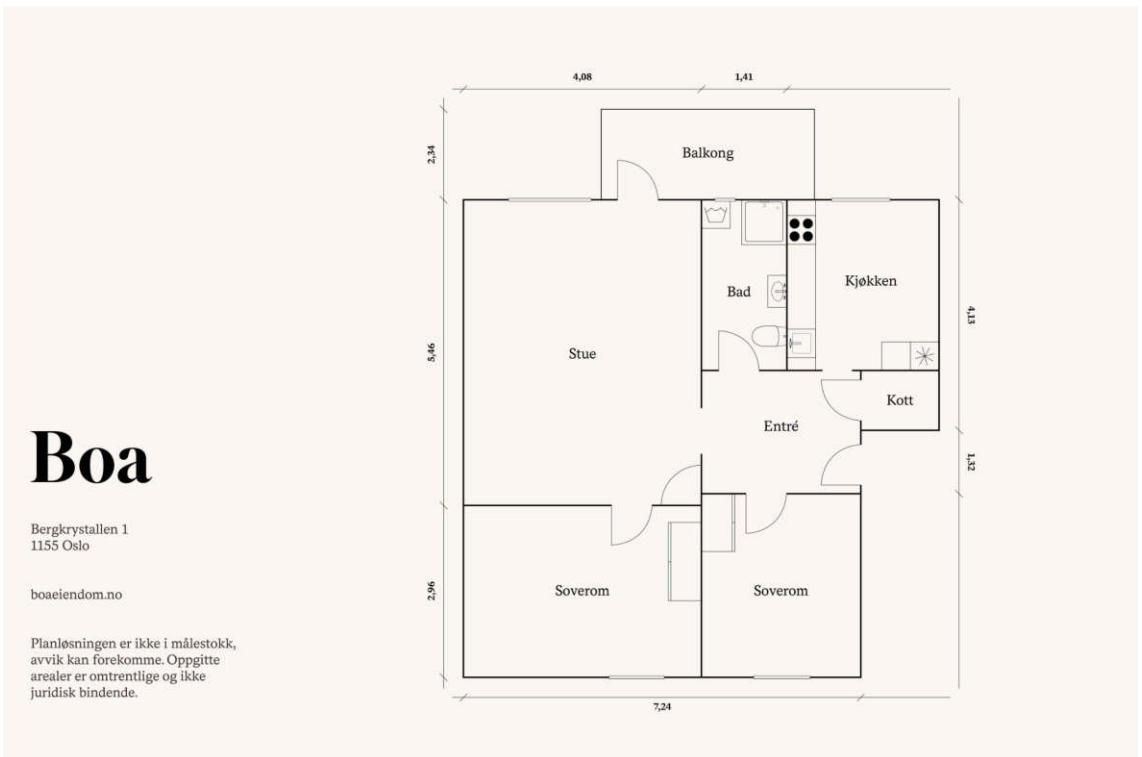 4,08
1,41
2,34
Balkong
5,46
Stue
Bad
Kjøkken
4,13
Kott
Entré
1,32
2,96
Soverom
Soverom
7,24
Boa
Bergkrystallen 1
1155 Oslo
boaeiendom.no
Planløsningen er ikke i målestokk,
avvik kan forekomme. Oppgitte
arealer er omtrentlige og ikke
juridisk bindende.